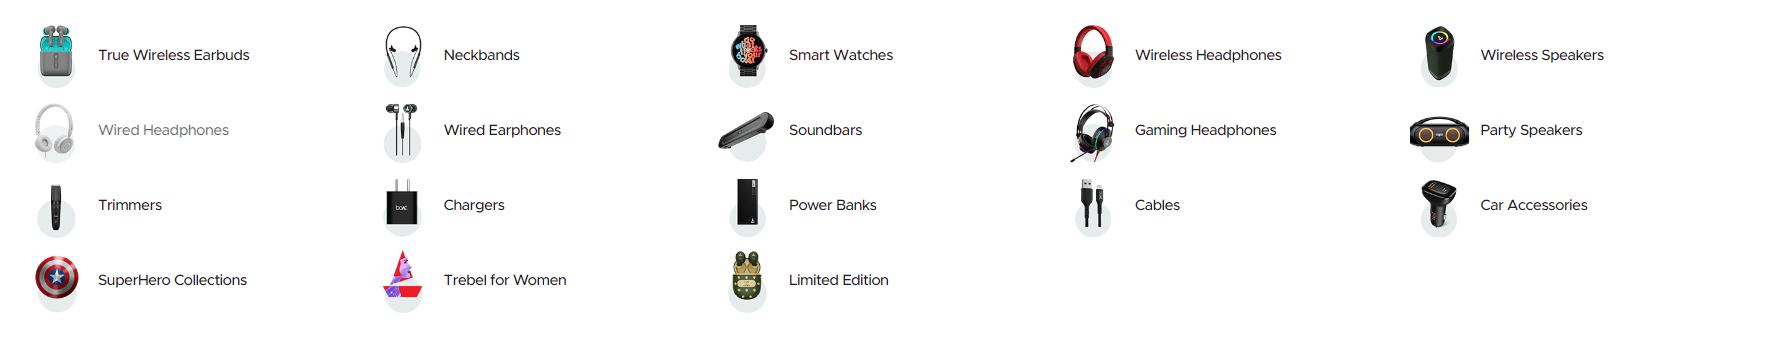 True Wireless Earbuds
Neckbands
Smart Watches
Wireless Headphones
Wireless Speakers
Wired Headphones
Wired Earphones
Soundbars
Gaming Headphones
Party Speakers
Trimmers
Chargers
Power Banks
Cables
Car Accessories
SuperHero Collections
Trebel for Women
Limited Edition